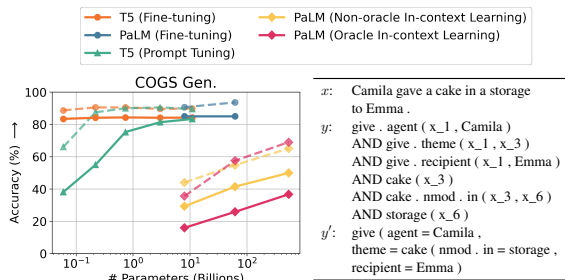 T5 (Fine-tuning)
PaLM (Fine-tuning)
T5 (Prompt Tuning)
PaLM (Non-oracle In-context Learning)
PaLM (Oracle In-context Learning)
COGS Gen.
Accuracy (%) →
100
80
60
40
20
0
10⁻¹ 10⁰ 10¹ 10²
# Parameters (Billions)
x: Camila gave a cake in a storage
to Emma .
y: give . agent ( x_1 , Camila )
AND give . theme ( x_1 , x_3 )
AND give . recipient ( x_1 , Emma )
AND cake ( x_3 )
AND cake . nmod . in ( x_3 , x_6 )
AND storage ( x_6 )
y′: give ( agent = Camila ,
theme = cake ( nmod . in = storage ,
recipient = Emma )